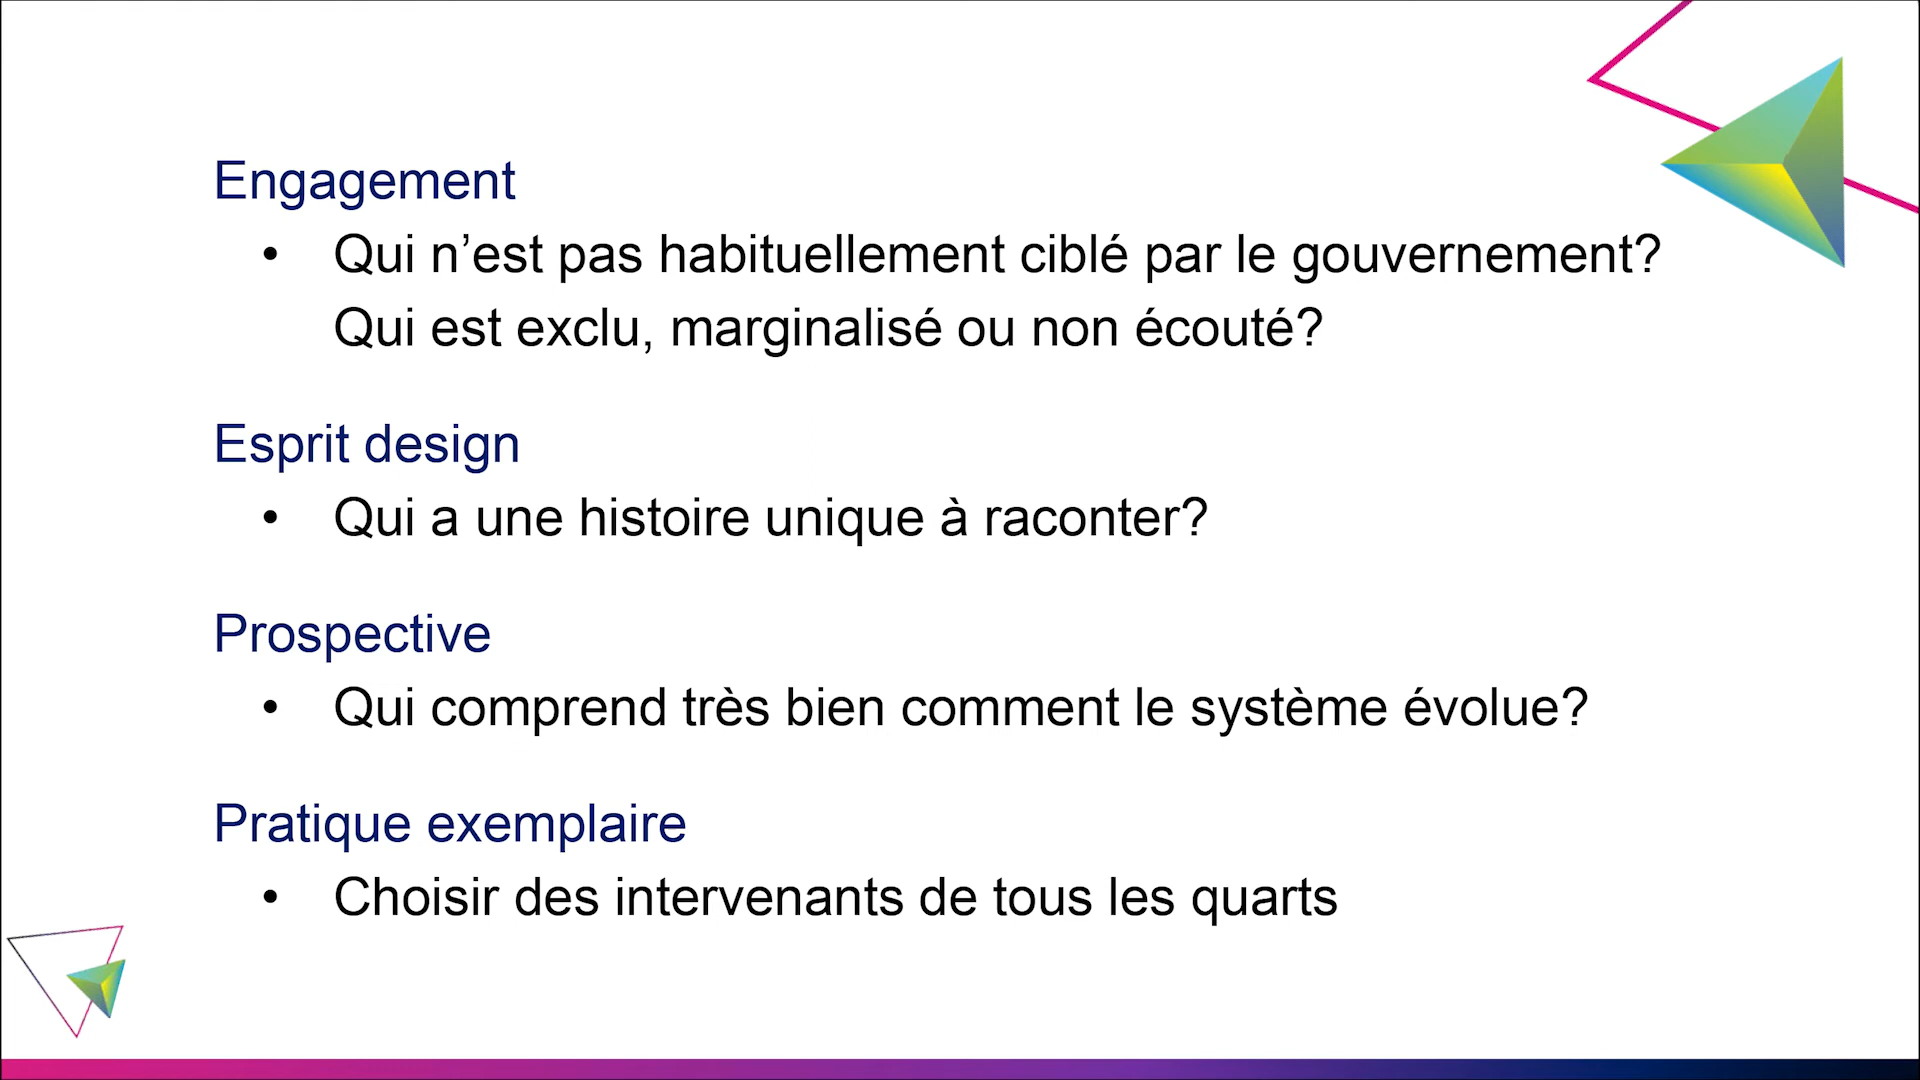 Engagement
• Qui n’est pas habituellement ciblé par le gouvernement?
Qui est exclu, marginalisé ou non écouté?
Esprit design
• Qui a une histoire unique à raconter?
Prospective
• Qui comprend très bien comment le système évolue?
Pratique exemplaire
• Choisir des intervenants de tous les quarts